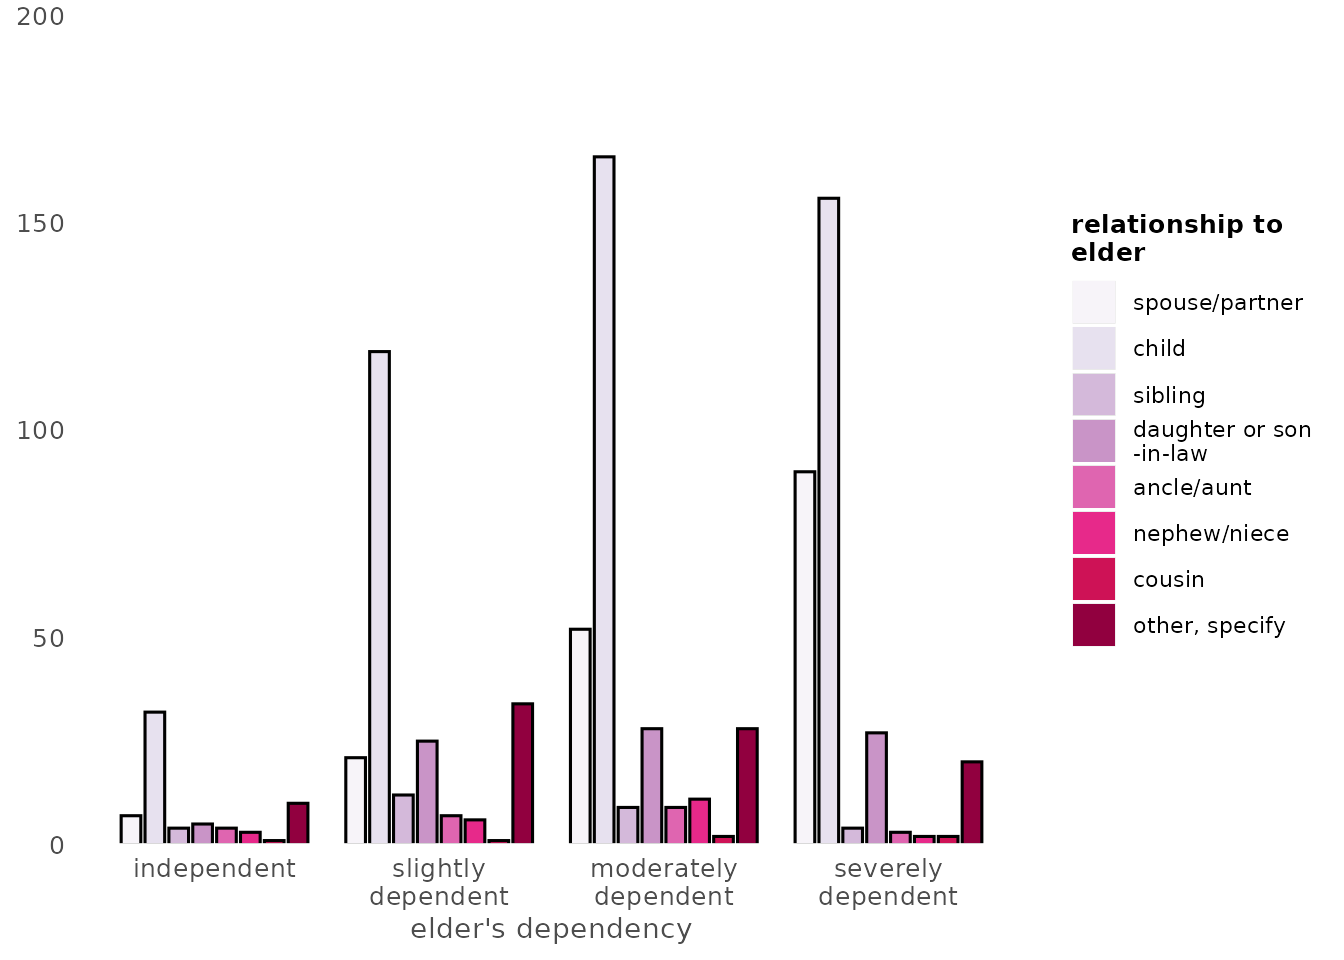 200
150
100
50
0
independent
slightly
dependent
moderately
dependent
severely
dependent
elder's dependency
relationship to
elder
spouse/partner
child
sibling
daughter or son
-in-law
ancle/aunt
nephew/niece
cousin
other, specify